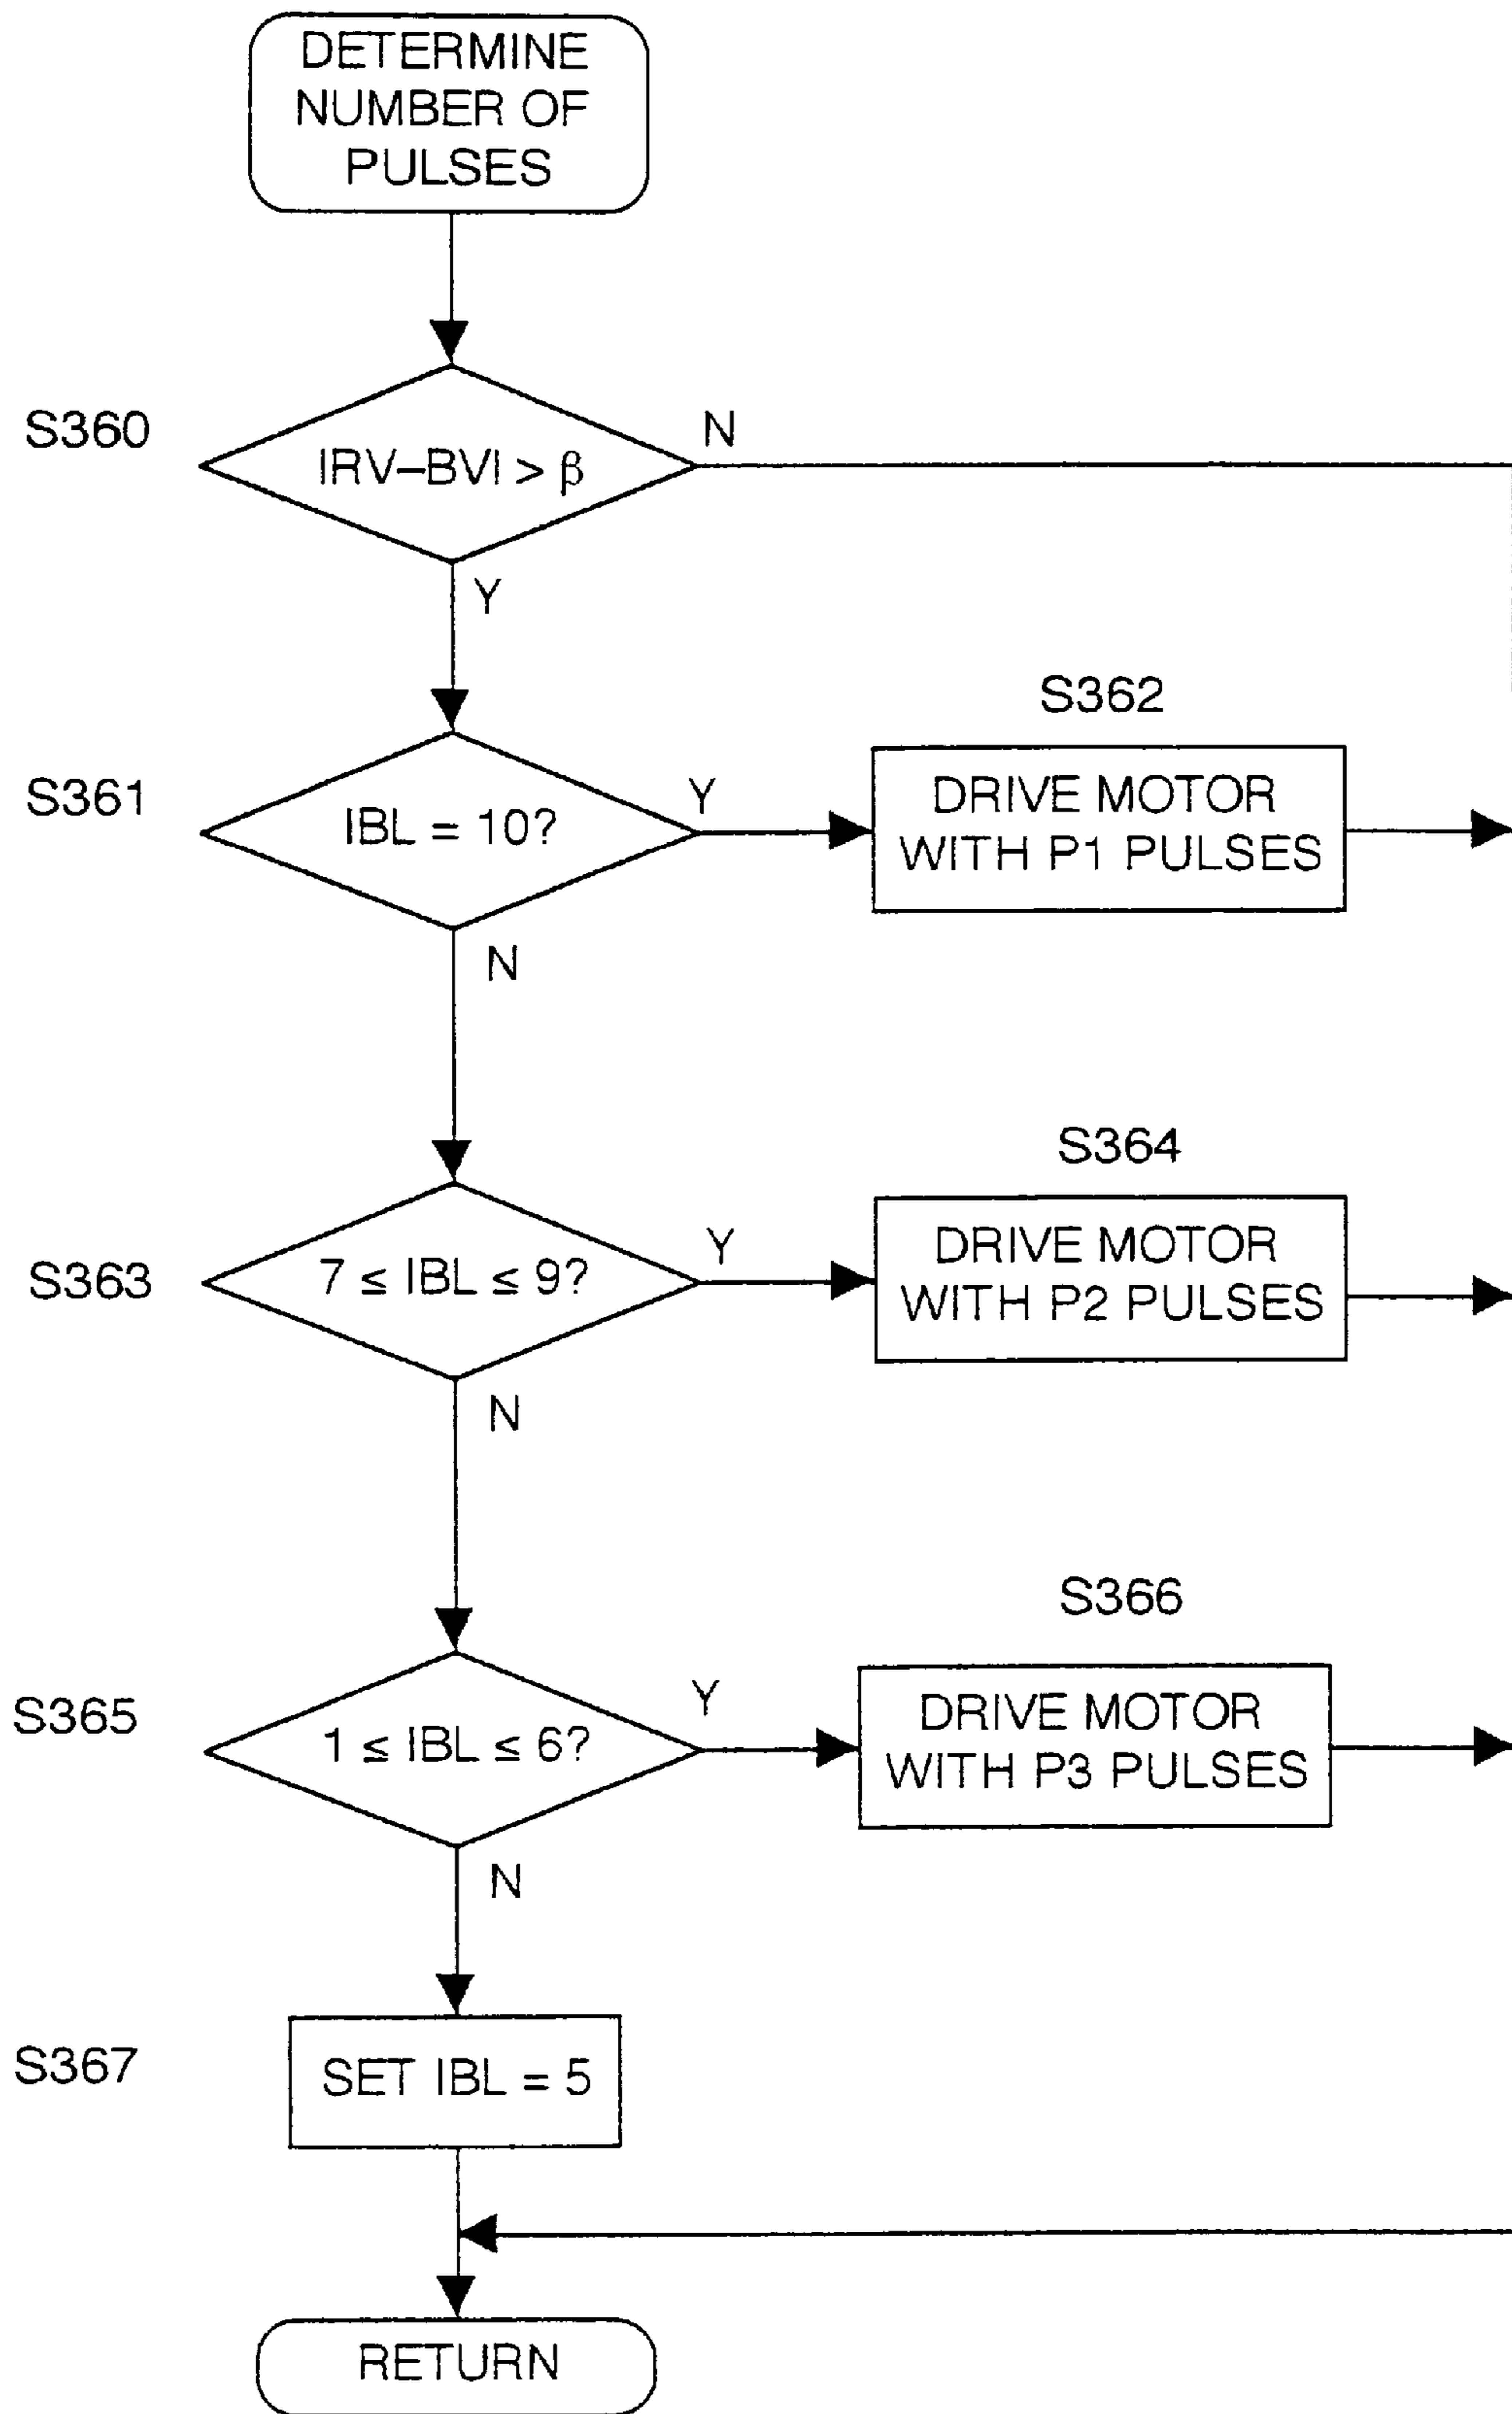 DETERMINE
NUMBER OF
PULSES
S360
IRV–BVI > β
N
Y
S361
IBL = 10?
Y
S362
DRIVE MOTOR
WITH P1 PULSES
N
S363
7 ≤ IBL ≤ 9?
Y
S364
DRIVE MOTOR
WITH P2 PULSES
N
S365
1 ≤ IBL ≤ 6?
Y
S366
DRIVE MOTOR
WITH P3 PULSES
N
S367
SET IBL = 5
RETURN